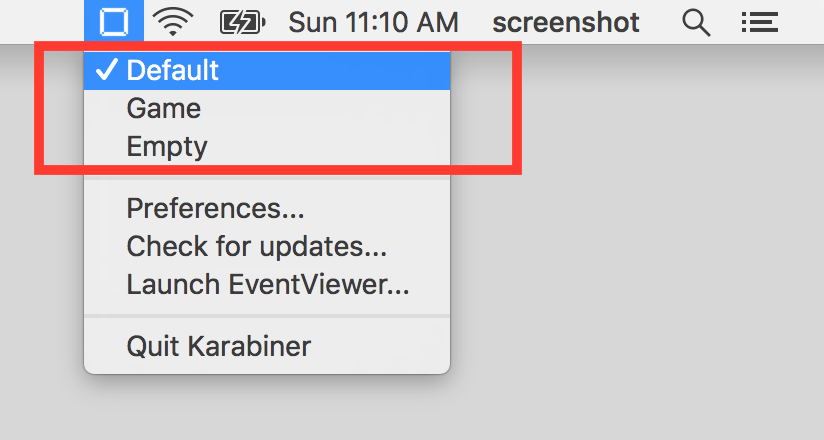 Sun 11:10 AM screenshot
Default
Game
Empty
Preferences...
Check for updates...
Launch EventViewer...
Quit Karabiner